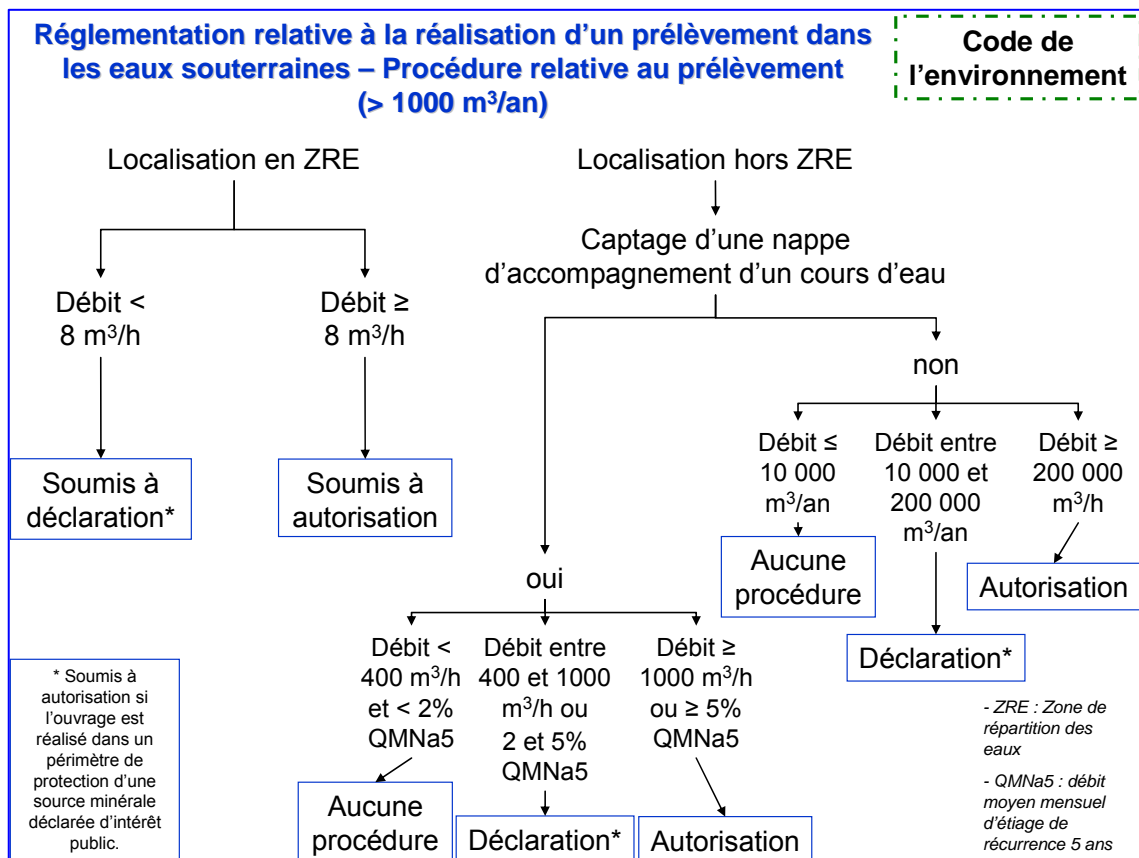 Réglementation relative à la réalisation d'un prélèvement dans
les eaux souterraines – Procédure relative au prélèvement
(> 1000 m³/an)
Code de
l'environnement
Localisation en ZRE
Localisation hors ZRE
Captage d'une nappe
d'accompagnement d'un cours d'eau
Débit <
8 m³/h
Débit ≥
8 m³/h
non
Soumis à
déclaration*
Soumis à
autorisation
Débit ≤
10 000
m³/an
Débit entre
10 000 et
200 000
m³/an
Débit ≥
200 000
m³/h
Aucune
procédure
Autorisation
Déclaration*
oui
Débit <
400 m³/h
et < 2%
QMNa5
Débit entre
400 et 1000
m³/h ou
2 et 5%
QMNa5
Débit ≥
1000 m³/h
ou ≥ 5%
QMNa5
Aucune
procédure
Déclaration*
Autorisation
* Soumis à
autorisation si
l'ouvrage est
réalisé dans un
périmètre de
protection d'une
source minérale
déclarée d'intérêt
public.
- ZRE : Zone de
répartition des
eaux
- QMNa5 : débit
moyen mensuel
d'étiage de
récurrence 5 ans